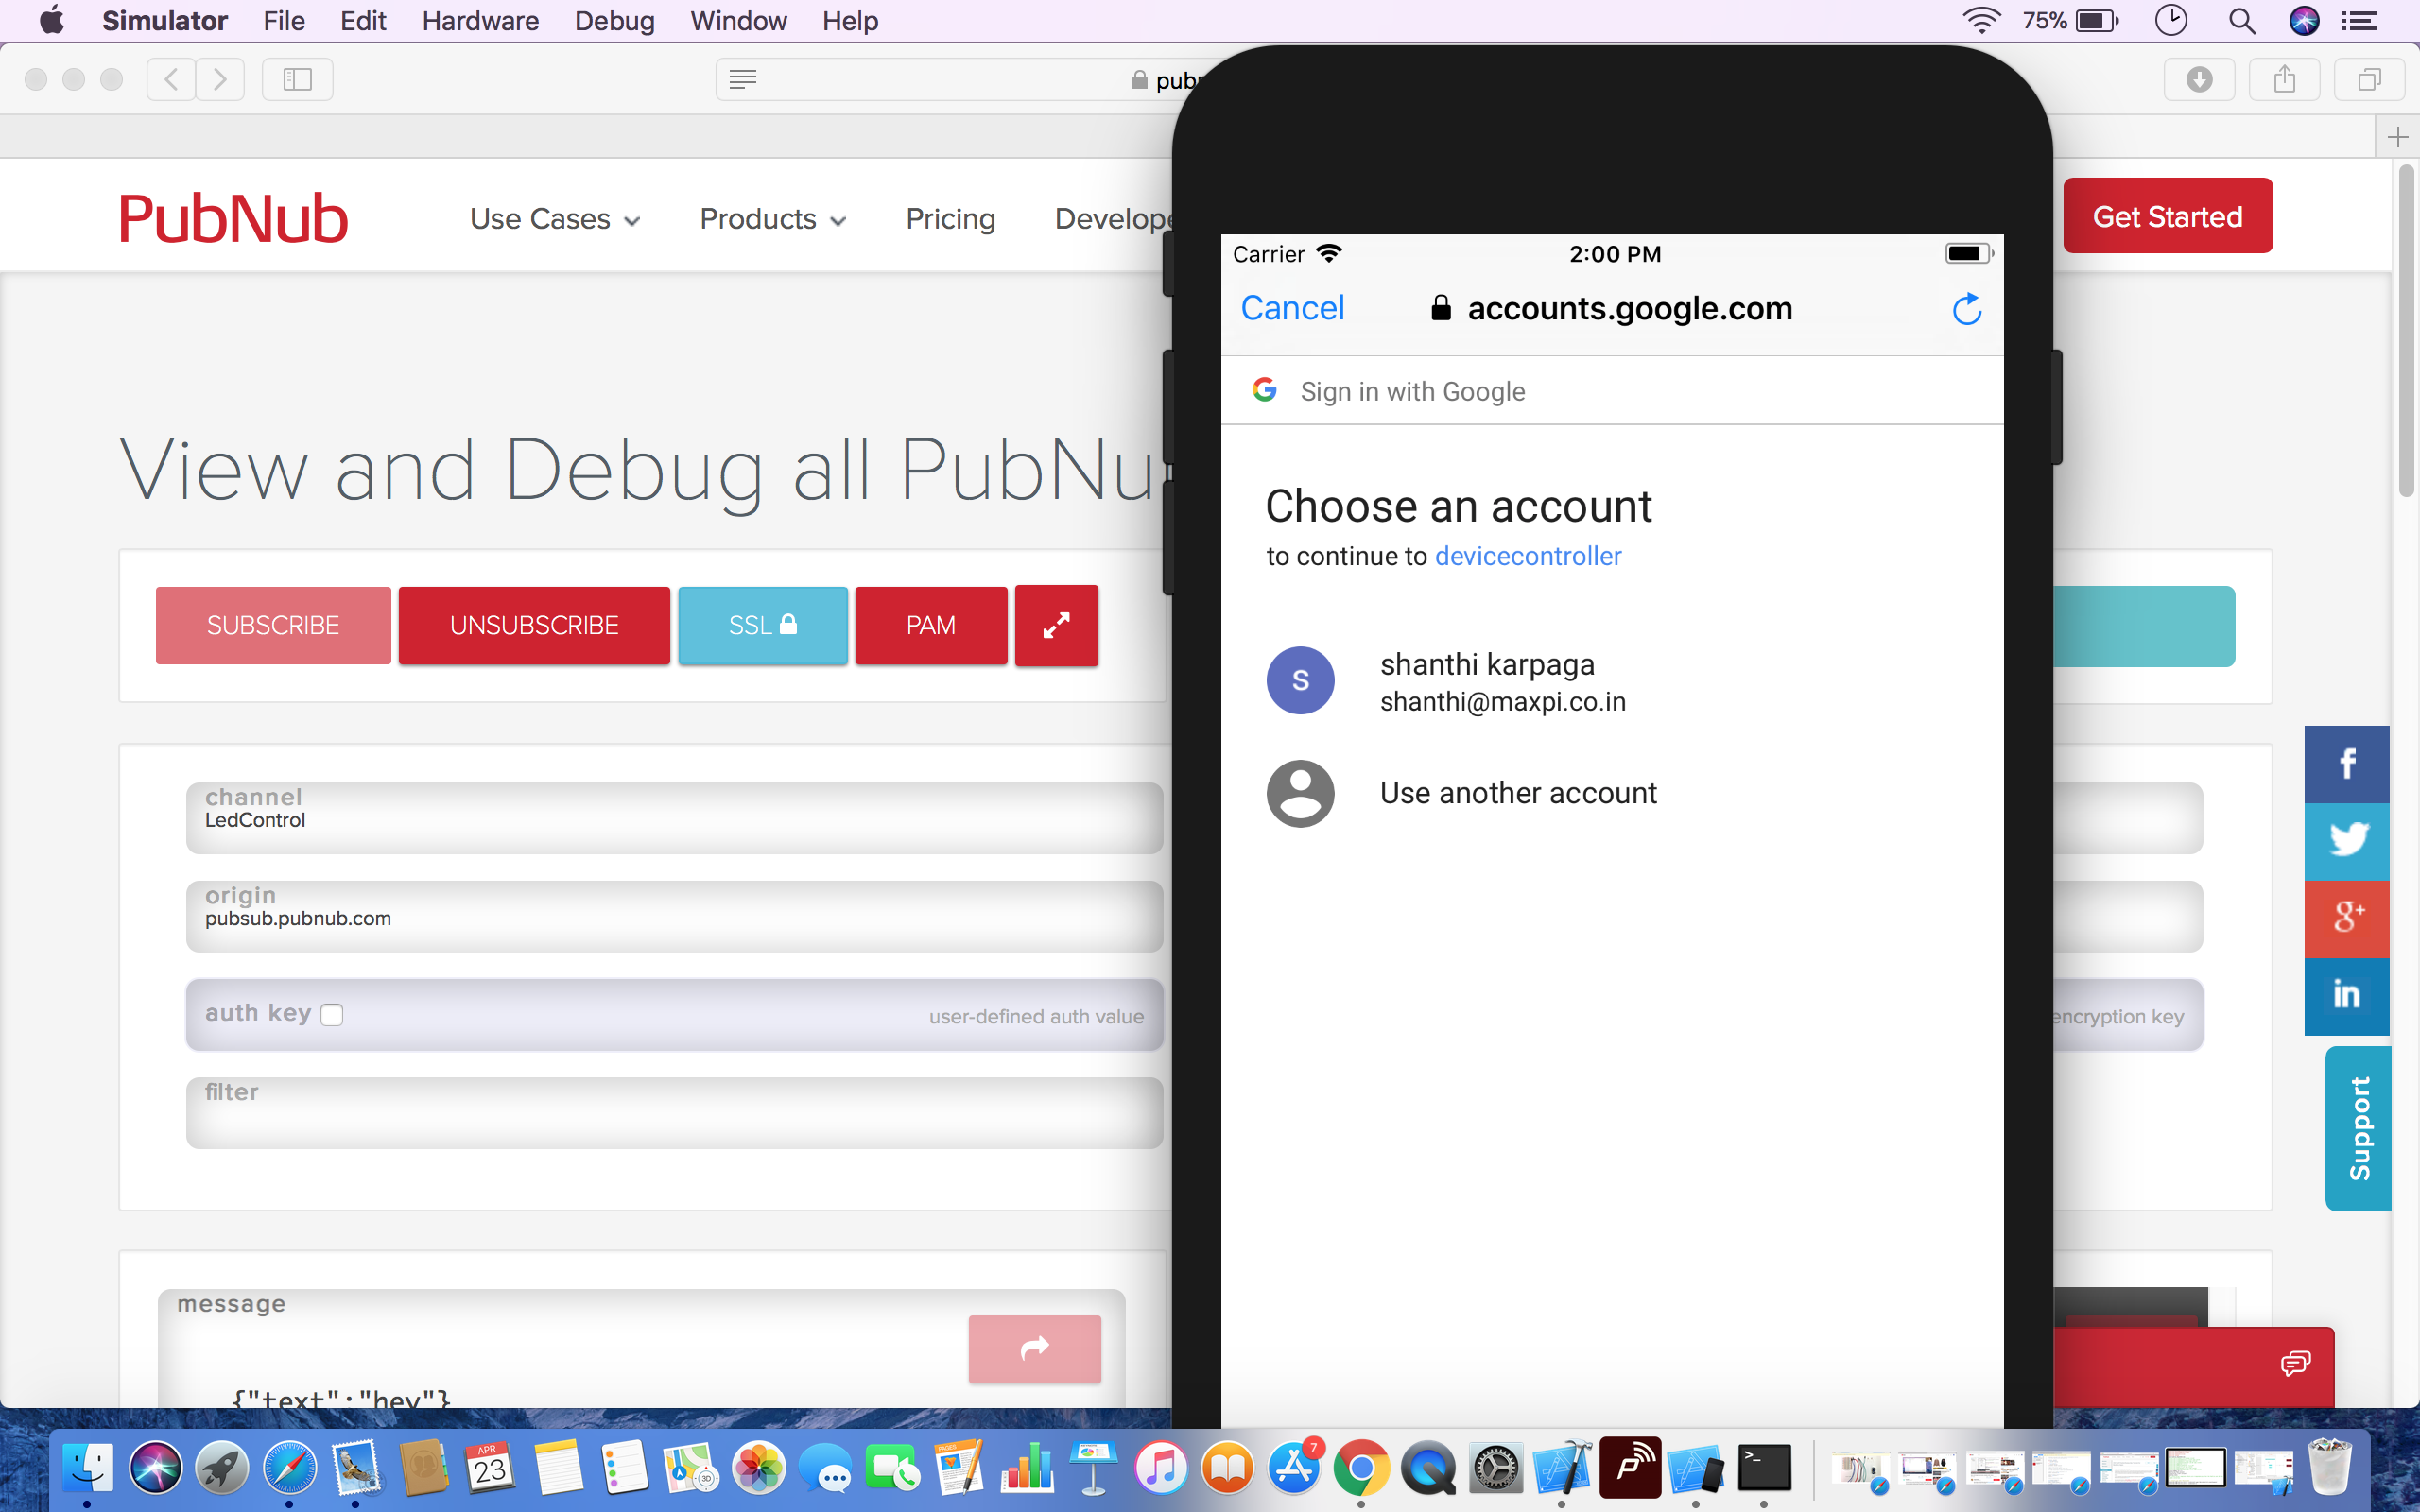 Simulator File Edit Hardware Debug Window Help 75%
PubNub Use Cases Products Pricing Get Started
Carrier 2:00 PM
Cancel accounts.google.com
Sign in with Google
View and Debug all
Choose an account
to continue to devicecontroller
SUBSCRIBE UNSUBSCRIBE SSL PAM
S shanthi karpaga
shanthi@maxpi.co.in
Use another account
channel
LedControl
origin
pubsub.pubnub.com
auth key user-defined auth value encryption key
filter
Support
message
{"text":"hey"}
f
g+
in
APR
23
PAGES
3D
7
>_